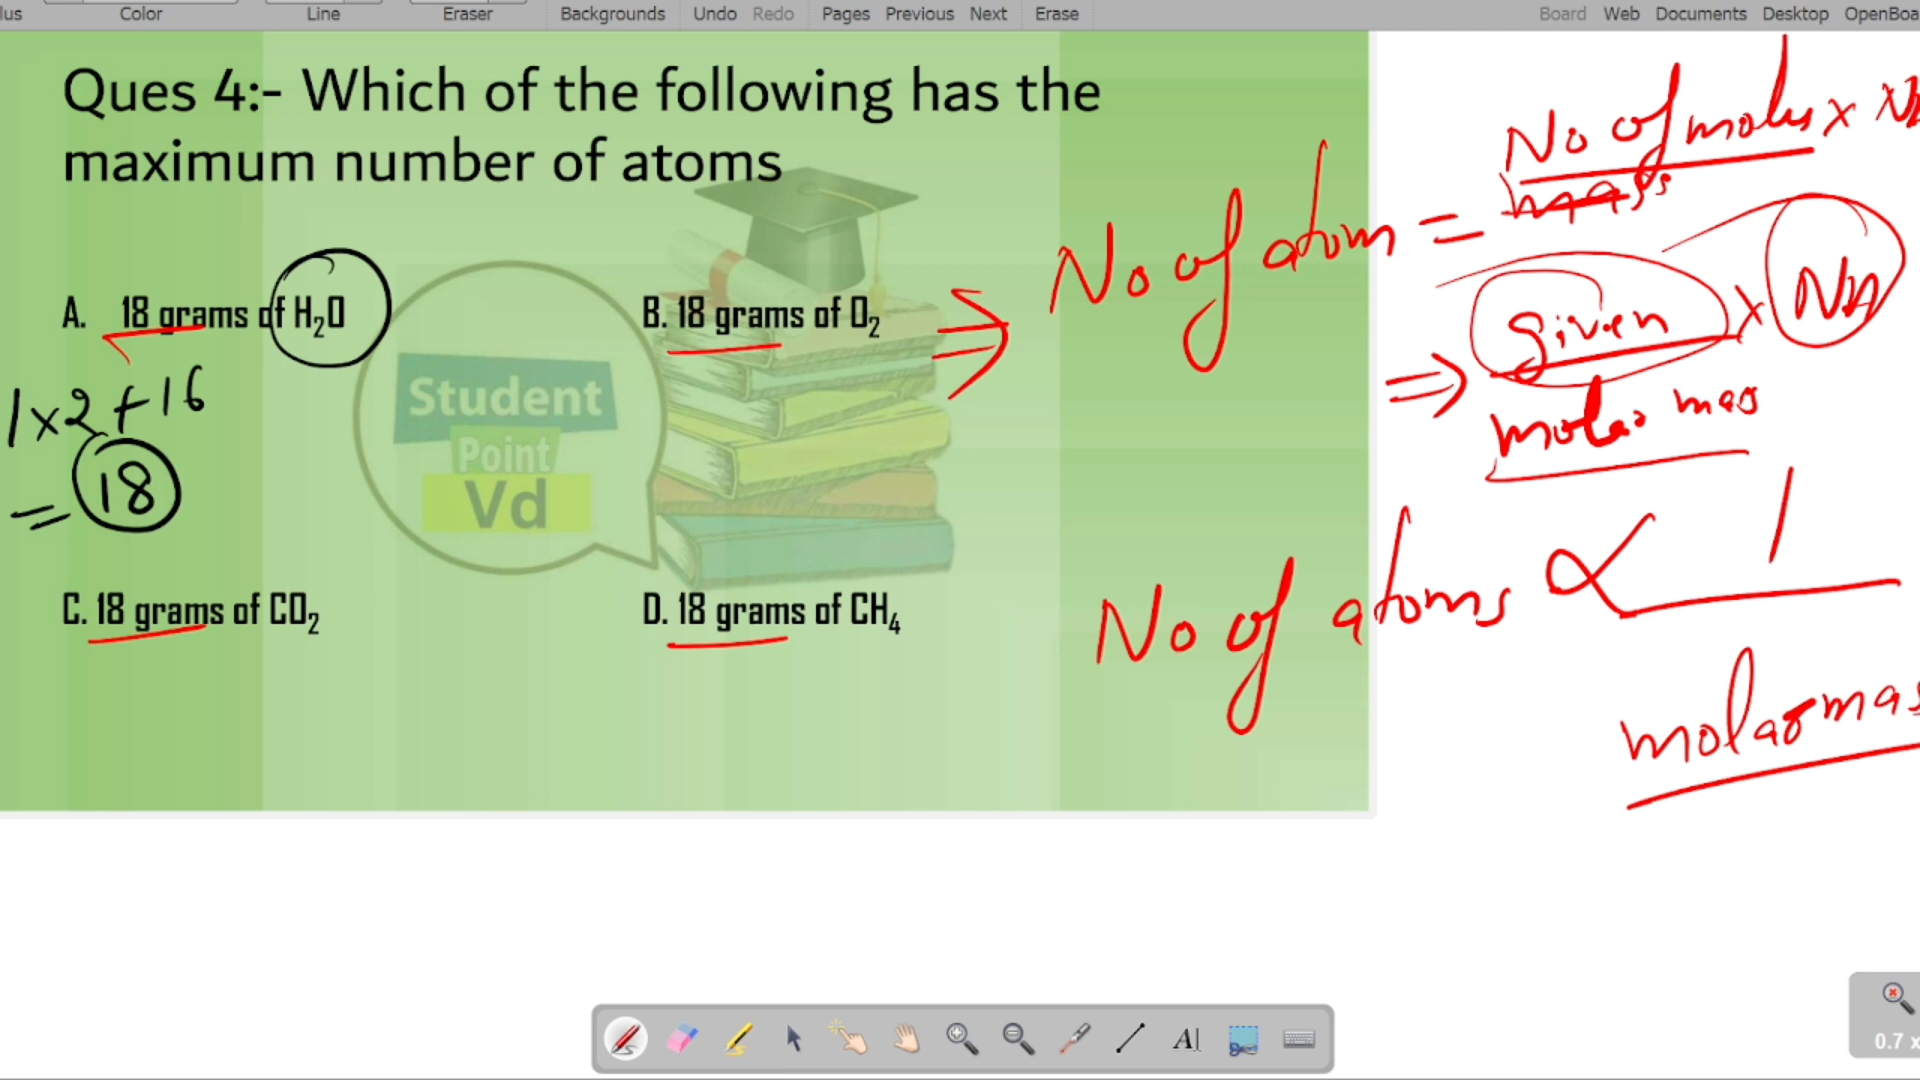 lus Color Line Eraser Backgrounds Undo Redo Pages Previous Next Erase Board Web Documents Desktop OpenBoa
Ques 4:- Which of the following has the
maximum number of atoms
A. 18 grams of H₂O
B. 18 grams of O₂
1×2+16
= 18
Student
Point
Vd
C. 18 grams of CO₂
D. 18 grams of CH₄
No of atom =
No of moles × NA
mass
⇒ given × NA
molar mas
No of atoms ∝ 1
molar mas
A
0.7 x